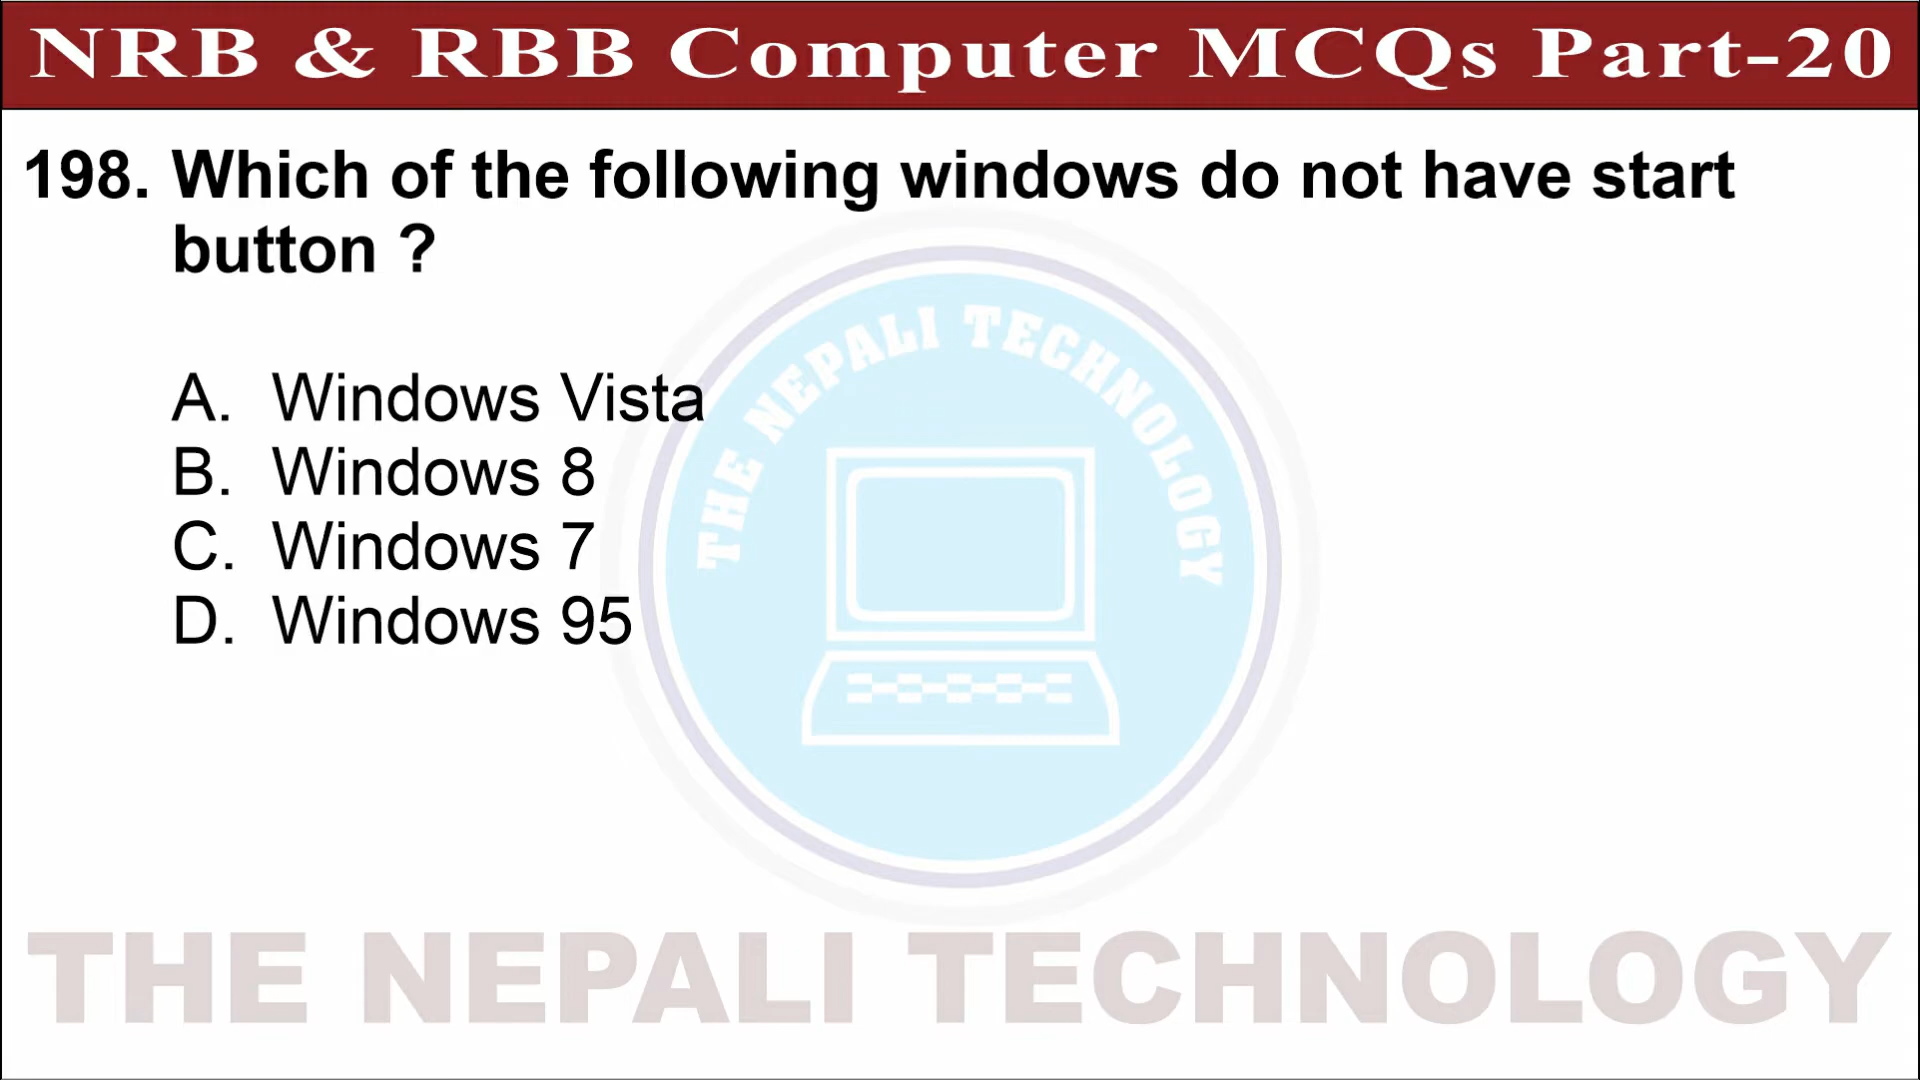 NRB & RBB Computer MCQs Part-20
198. Which of the following windows do not have start
button ?
A. Windows Vista
B. Windows 8
C. Windows 7
D. Windows 95
THE NEPALI TECHNOLOGY
THE NEPALI TECHNOLOGY